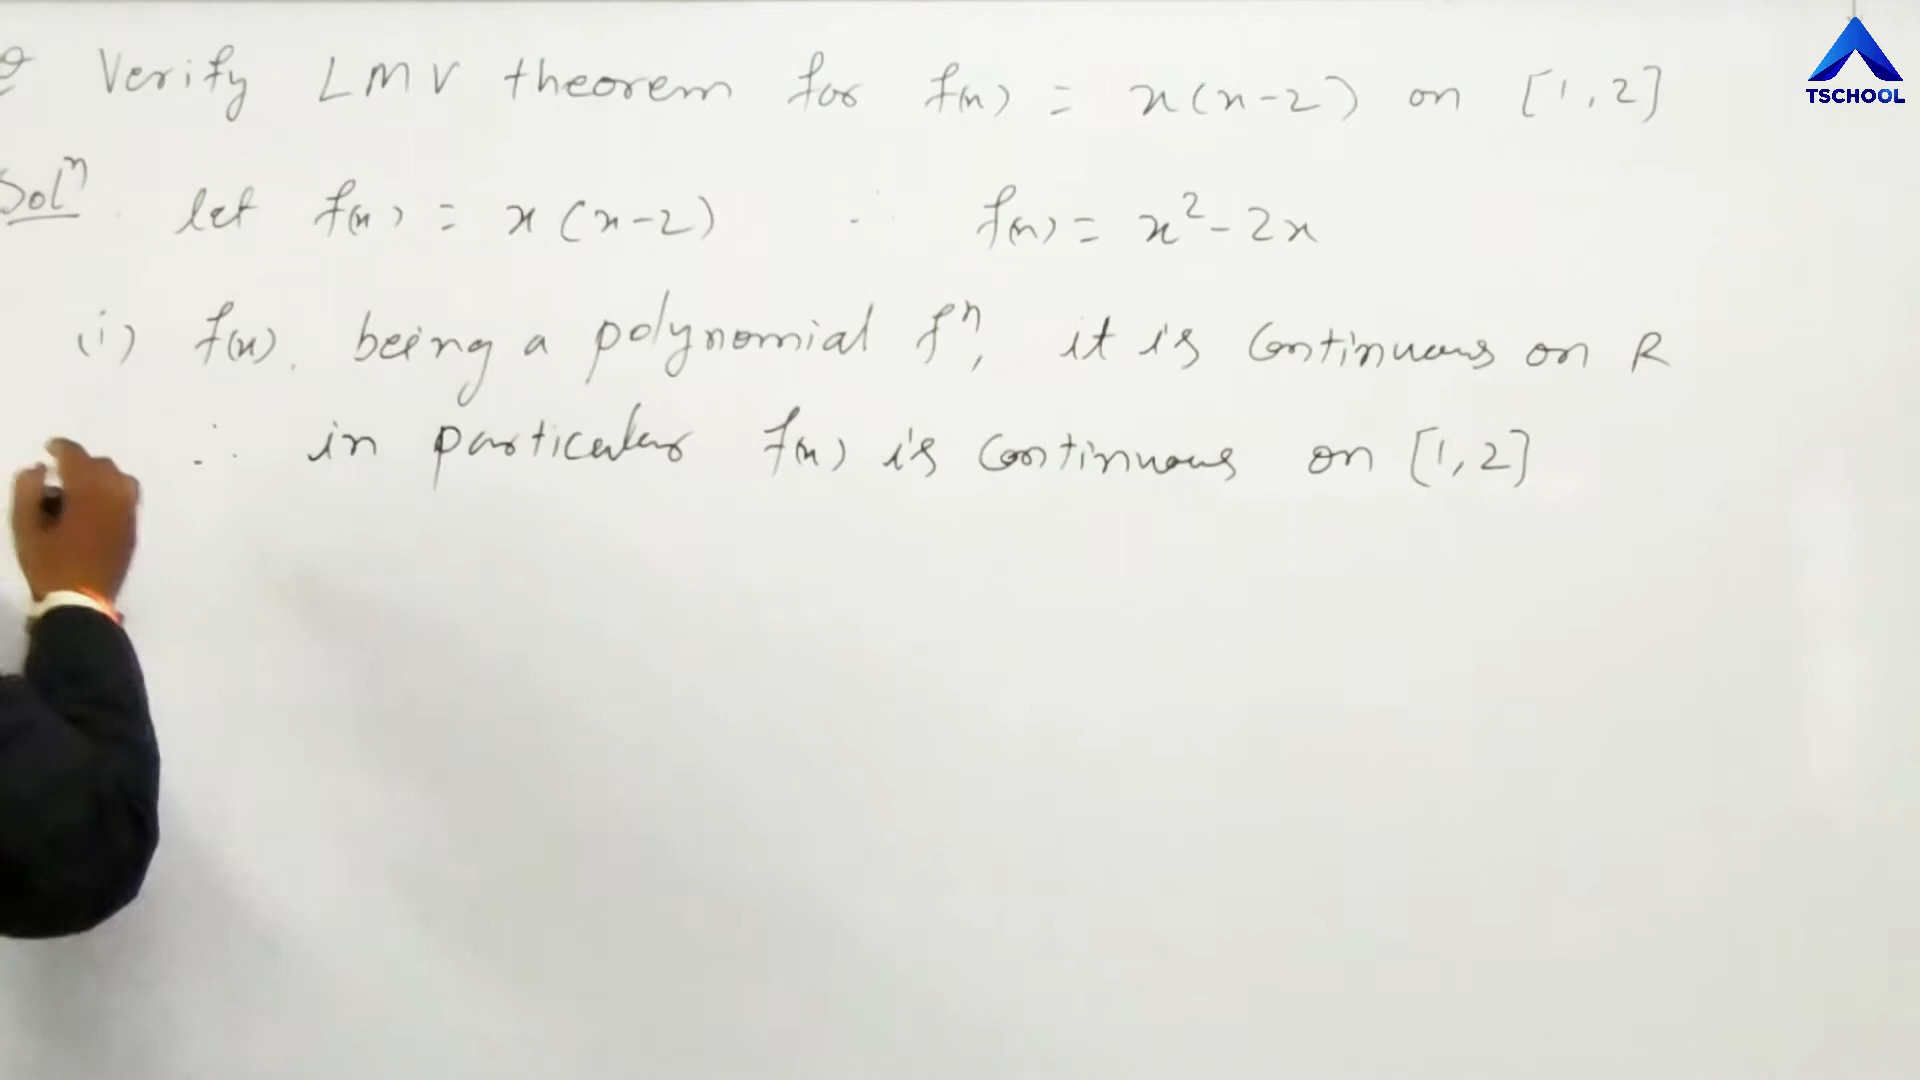 Verify LMV theorem for f(x) = x(x-2) on [1,2]
Solⁿ. let f(x) = x(x-2) ∴ f(x) = x² - 2x
(i) f(x). being a polynomial fⁿ, it is Continuous on R
∴ in particular f(x) is Continuous on [1,2]
TSCHOOL